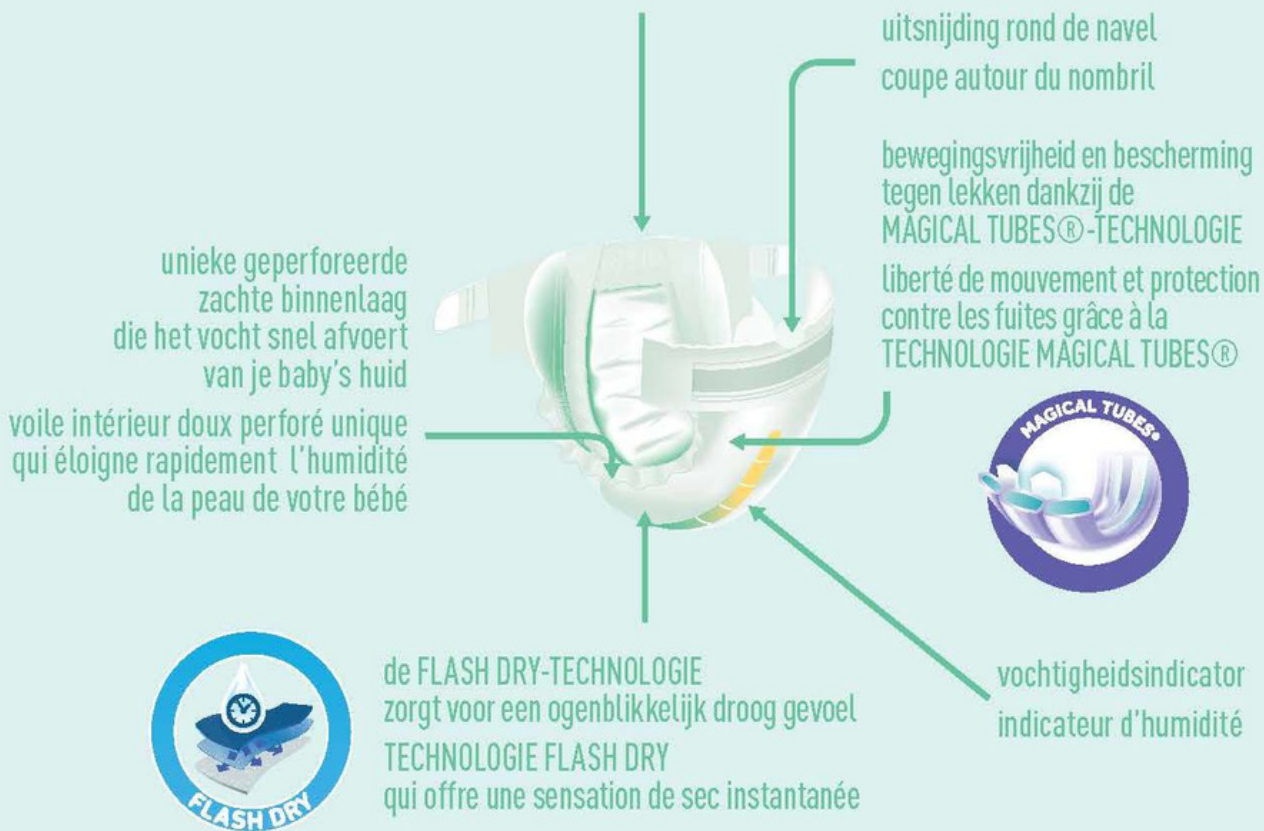 uitsnijding rond de navel
coupe autour du nombril
bewegingsvrijheid en bescherming
tegen lekken dankzij de
MAGICAL TUBES®-TECHNOLOGIE
liberté de mouvement et protection
contre les fuites grâce à la
TECHNOLOGIE MAGICAL TUBES®
MAGICAL TUBES®
unieke geperforeerde
zachte binnenlaag
die het vocht snel afvoert
van je baby's huid
voile intérieur doux perforé unique
qui éloigne rapidement l'humidité
de la peau de votre bébé
FLASH DRY
de FLASH DRY-TECHNOLOGIE
zorgt voor een ogenblikkelijk droog gevoel
TECHNOLOGIE FLASH DRY
qui offre une sensation de sec instantanée
vochtigheidsindicator
indicateur d'humidité